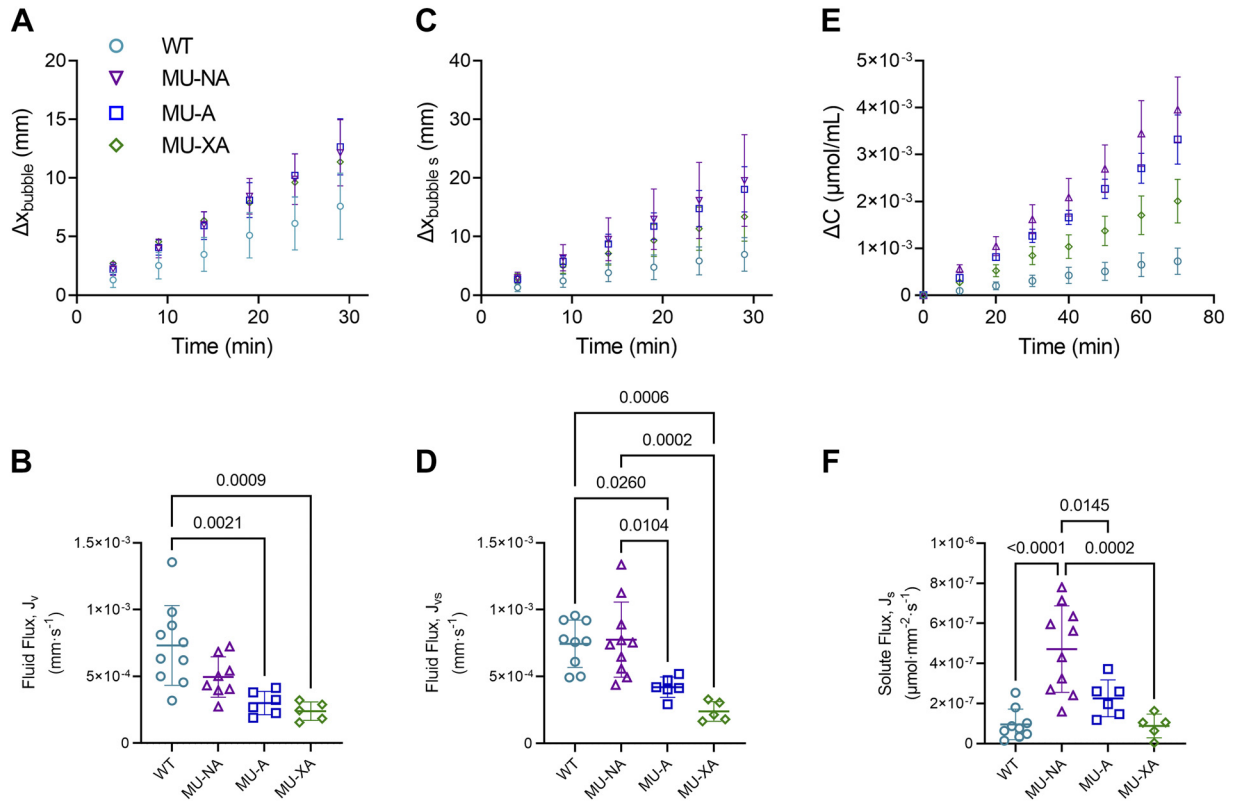 A
WT
MU-NA
MU-A
MU-XA
20
15
10
5
0
0
10
20
30
Δx_bubble (mm)
Time (min)
C
40
30
20
10
0
0
10
20
30
Δx_bubble s (mm)
Time (min)
E
5×10⁻³
4×10⁻³
3×10⁻³
2×10⁻³
1×10⁻³
0
0
20
40
60
80
ΔC (μmol/mL)
Time (min)
B
0.0009
0.0021
1.5×10⁻³
1×10⁻³
5×10⁻⁴
0
Fluid Flux, Jᵥ
(mm·s⁻¹)
WT
MU-NA
MU-A
MU-XA
D
0.0006
0.0002
0.0260
0.0104
1.5×10⁻³
1×10⁻³
5×10⁻⁴
0
Fluid Flux, Jᵥₛ
(mm·s⁻¹)
WT
MU-NA
MU-A
MU-XA
F
0.0145
<0.0001
0.0002
1×10⁻⁶
8×10⁻⁷
6×10⁻⁷
4×10⁻⁷
2×10⁻⁷
0
Solute Flux, Jₛ
(μmol·mm⁻²·s⁻¹)
WT
MU-NA
MU-A
MU-XA